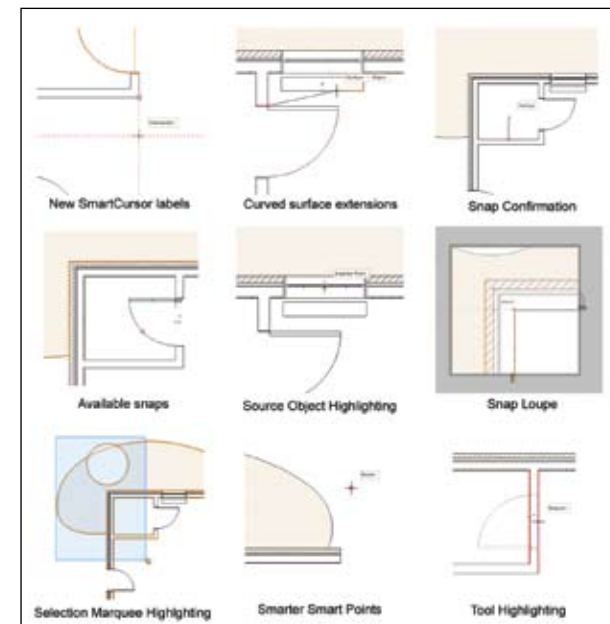 New SmartCursor labels
Curved surface extensions
Snap Confirmation
Available snaps
Source Object Highlighting
Snap Loupe
Selection Marquee Highlighting
Smarter Smart Points
Tool Highlighting